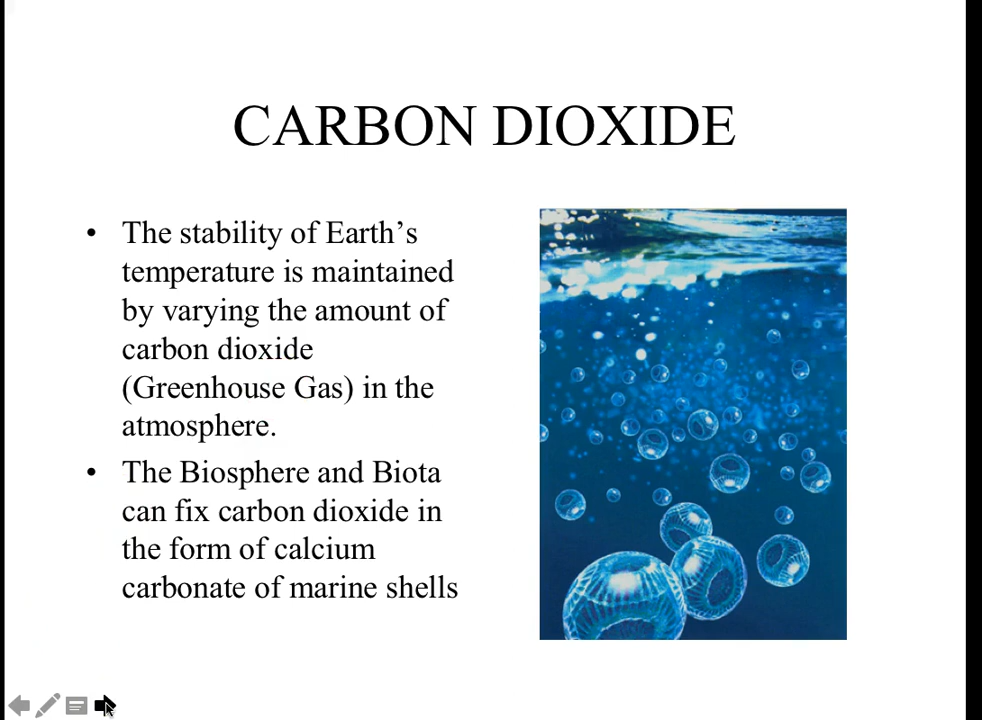 CARBON DIOXIDE
• The stability of Earth’s
temperature is maintained
by varying the amount of
carbon dioxide
(Greenhouse Gas) in the
atmosphere.
• The Biosphere and Biota
can fix carbon dioxide in
the form of calcium
carbonate of marine shells